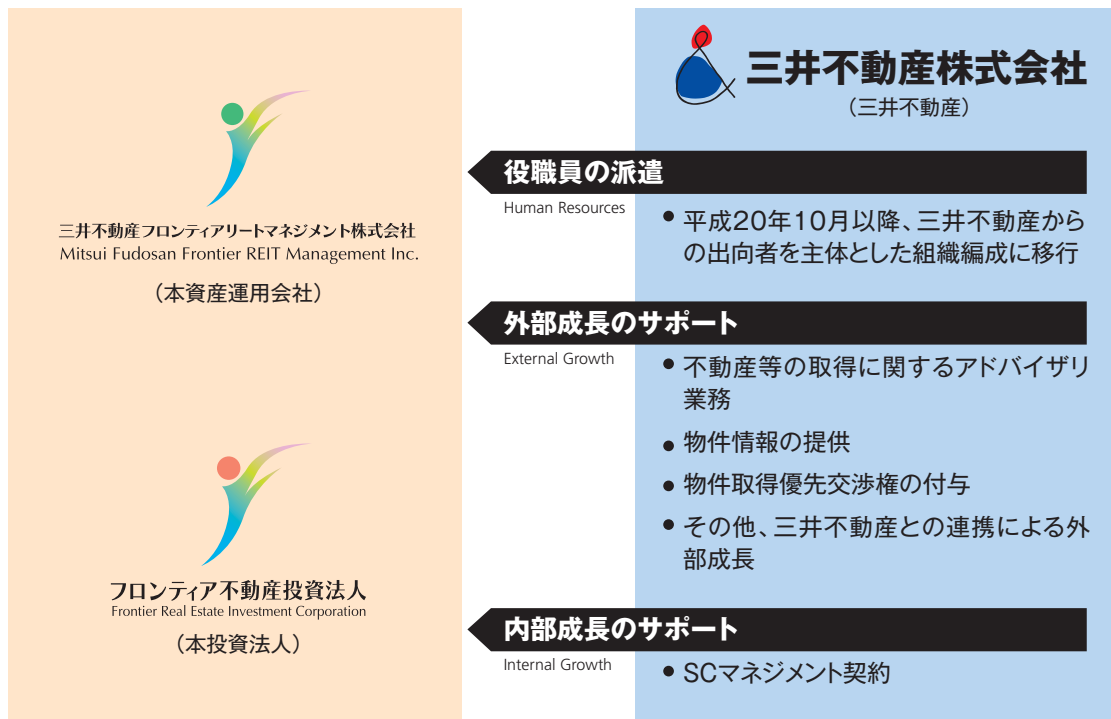 三井不動産フロンティアリートマネジメント株式会社
Mitsui Fudosan Frontier REIT Management Inc.
（本資産運用会社）
フロンティア不動産投資法人
Frontier Real Estate Investment Corporation
（本投資法人）
三井不動産株式会社
（三井不動産）
役職員の派遣
Human Resources
● 平成20年10月以降、三井不動産から
の出向者を主体とした組織編成に移行
外部成長のサポート
External Growth
● 不動産等の取得に関するアドバイザリ
業務
● 物件情報の提供
● 物件取得優先交渉権の付与
● その他、三井不動産との連携による外
部成長
内部成長のサポート
Internal Growth
● SCマネジメント契約